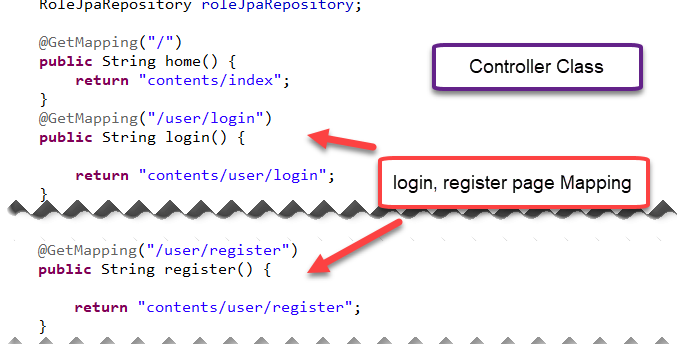 RoleJpaRepository roleJpaRepository;
@GetMapping("/")
public String home() {
    return "contents/index";
}
Controller Class
@GetMapping("/user/login")
public String login() {
    return "contents/user/login";
}
login, register page Mapping
@GetMapping("/user/register")
public String register() {
    return "contents/user/register";
}